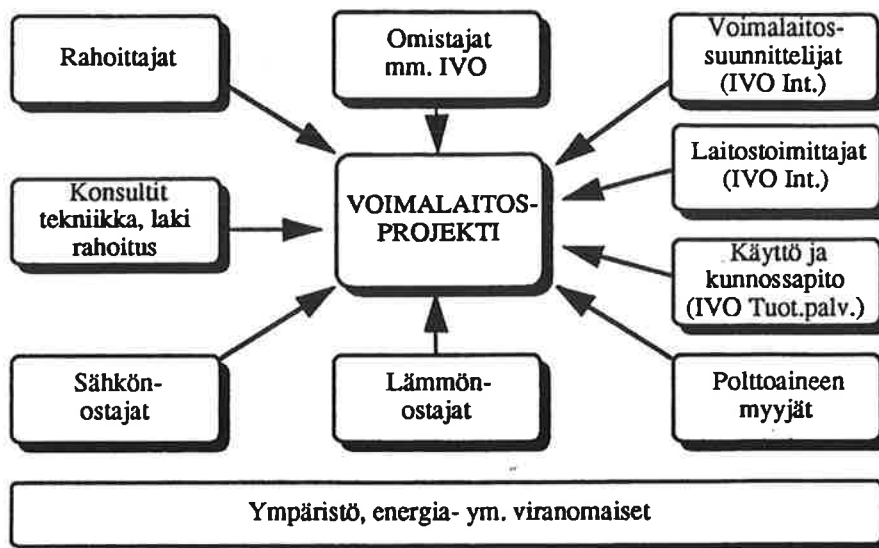 Rahoittajat
Omistajat
mm. IVO
Voimalaitos-
suunnittelijat
(IVO Int.)
Konsultit
tekniikka, laki
rahoitus
VOIMALAITOS-
PROJEKTI
Laitostoimittajat
(IVO Int.)
Käyttö ja
kunnossapito
(IVO Tuot.palv.)
Sähkön-
ostajat
Lämmön-
ostajat
Polttoaineen
myyjät
Ympäristö, energia- ym. viranomaiset